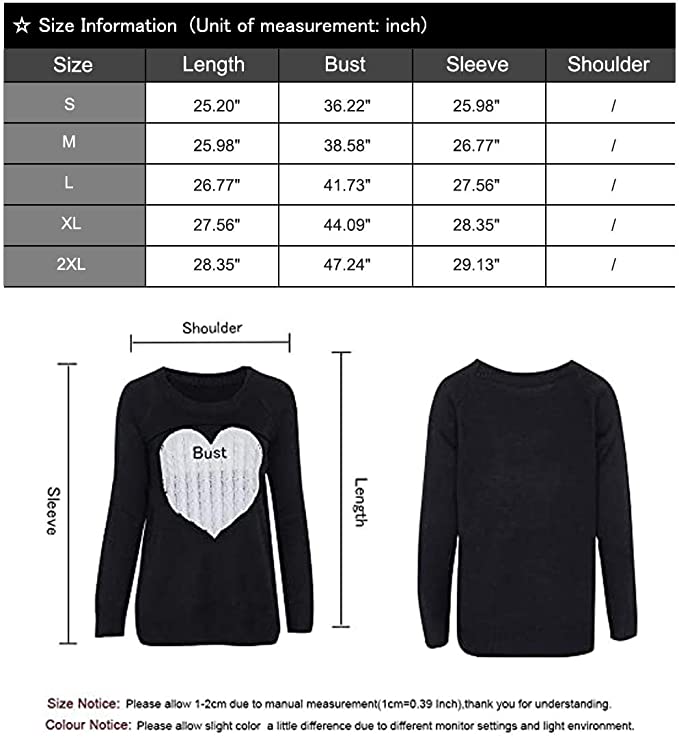 ☆ Size Information (Unit of measurement: inch)
Size Length Bust Sleeve Shoulder
S 25.20" 36.22" 25.98" /
M 25.98" 38.58" 26.77" /
L 26.77" 41.73" 27.56" /
XL 27.56" 44.09" 28.35" /
2XL 28.35" 47.24" 29.13" /
Shoulder
Bust
Sleeve
Length
Size Notice: Please allow 1-2cm due to manual measurement(1cm=0.39 Inch),thank you for understanding.
Colour Notice: Please allow slight color a little difference due to different monitor settings and light environment.